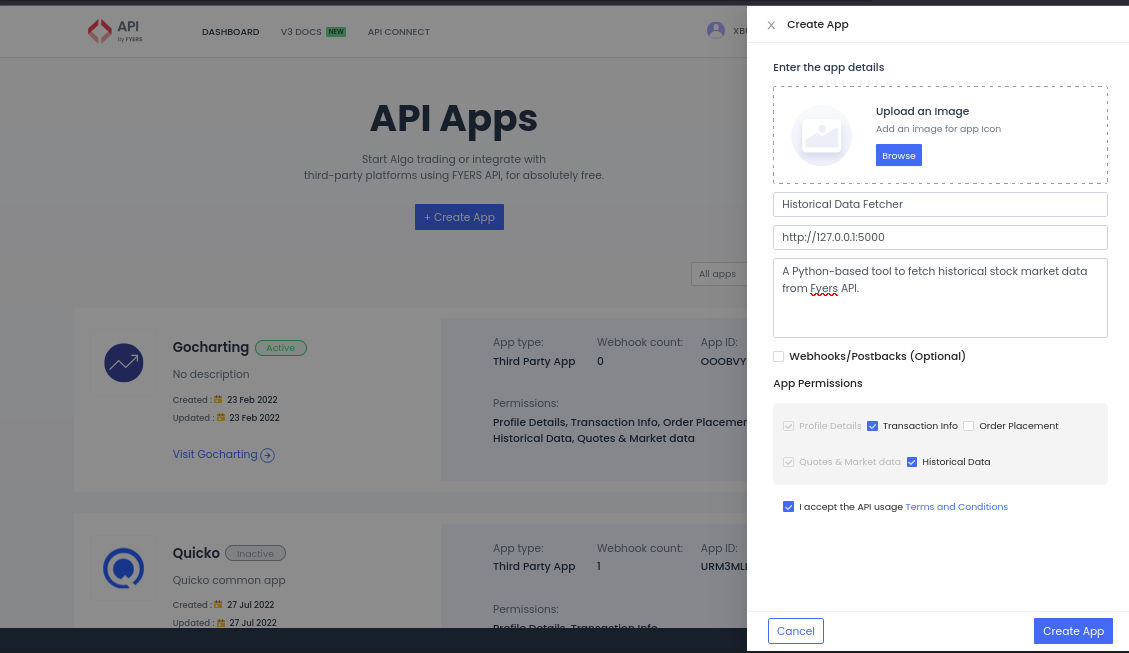 API
by FYERS
DASHBOARD
V3 DOCS NEW
API CONNECT
API Apps
Start Algo trading or integrate with
third-party platforms using FYERS API, for absolutely free.
+ Create App
All apps
Gocharting Active
No description
Created : 23 Feb 2022
Updated : 23 Feb 2022
Visit Gocharting
App type: Webhook count: App ID:
Third Party App 0 OOOBVY
Permissions:
Profile Details, Transaction Info, Order Placemen
Historical Data, Quotes & Market data
Quicko Inactive
Quicko common app
Created : 27 Jul 2022
Updated : 27 Jul 2022
App type: Webhook count: App ID:
Third Party App 1
Permissions:
Profile Details, Transaction Info
Create App
Enter the app details
Upload an Image
Add an image for app Icon
Browse
Historical Data Fetcher
http://127.0.0.1:5000
A Python-based tool to fetch historical stock market data
from Fyers API.
Webhooks/Postbacks (Optional)
App Permissions
Profile Details Transaction Info Order Placement
Quotes & Market data Historical Data
I accept the API usage Terms and Conditions
Cancel
Create App